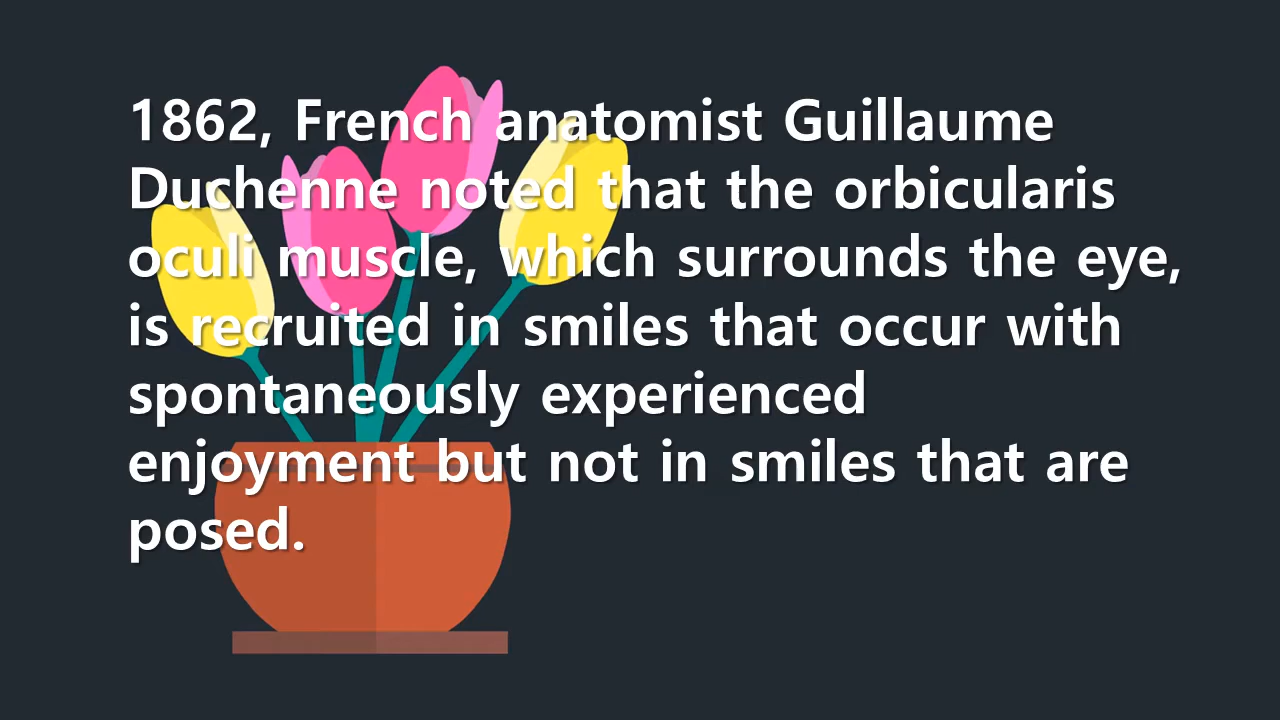 1862, French anatomist Guillaume
Duchenne noted that the orbicularis
oculi muscle, which surrounds the eye,
is recruited in smiles that occur with
spontaneously experienced
enjoyment but not in smiles that are
posed.